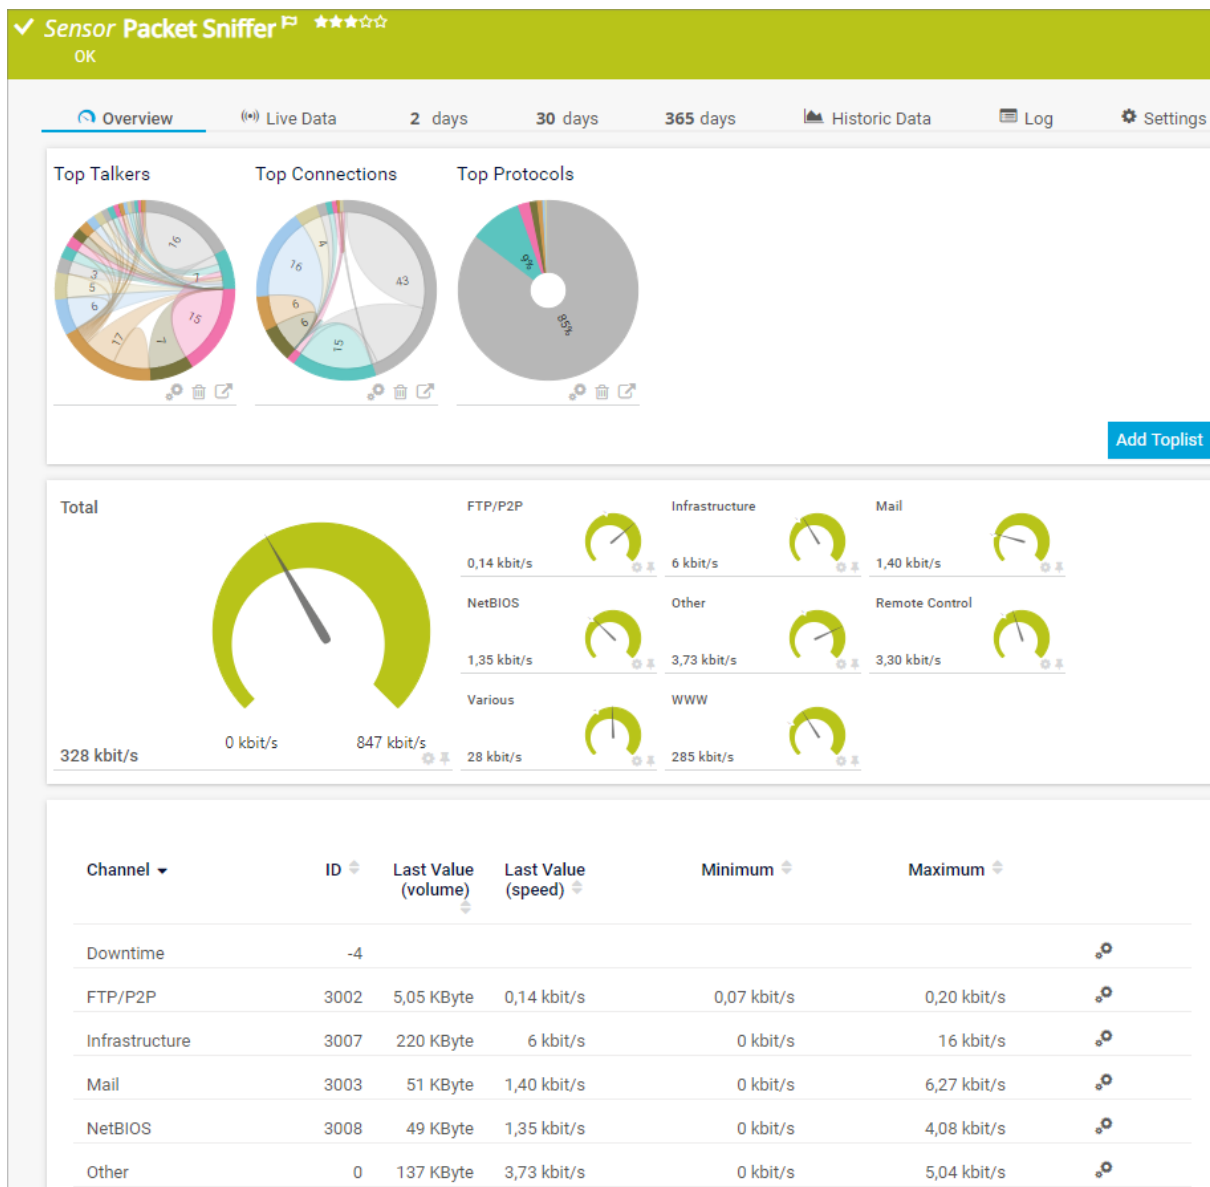 Sensor Packet Sniffer
OK
Overview Live Data 2 days 30 days 365 days Historic Data Log Settings
Top Talkers Top Connections Top Protocols
16 7 15 7 17 6 5 3
43 15 6 6 16 4
85% 9%
Add Toplist
Total
0 kbit/s 847 kbit/s
328 kbit/s
FTP/P2P Infrastructure Mail
0,14 kbit/s 6 kbit/s 1,40 kbit/s
NetBIOS Other Remote Control
1,35 kbit/s 3,73 kbit/s 3,30 kbit/s
Various WWW
28 kbit/s 285 kbit/s
Channel ID Last Value Last Value Minimum Maximum
(volume) (speed)
Downtime -4
FTP/P2P 3002 5,05 KByte 0,14 kbit/s 0,07 kbit/s 0,20 kbit/s
Infrastructure 3007 220 KByte 6 kbit/s 0 kbit/s 16 kbit/s
Mail 3003 51 KByte 1,40 kbit/s 0 kbit/s 6,27 kbit/s
NetBIOS 3008 49 KByte 1,35 kbit/s 0 kbit/s 4,08 kbit/s
Other 0 137 KByte 3,73 kbit/s 0 kbit/s 5,04 kbit/s